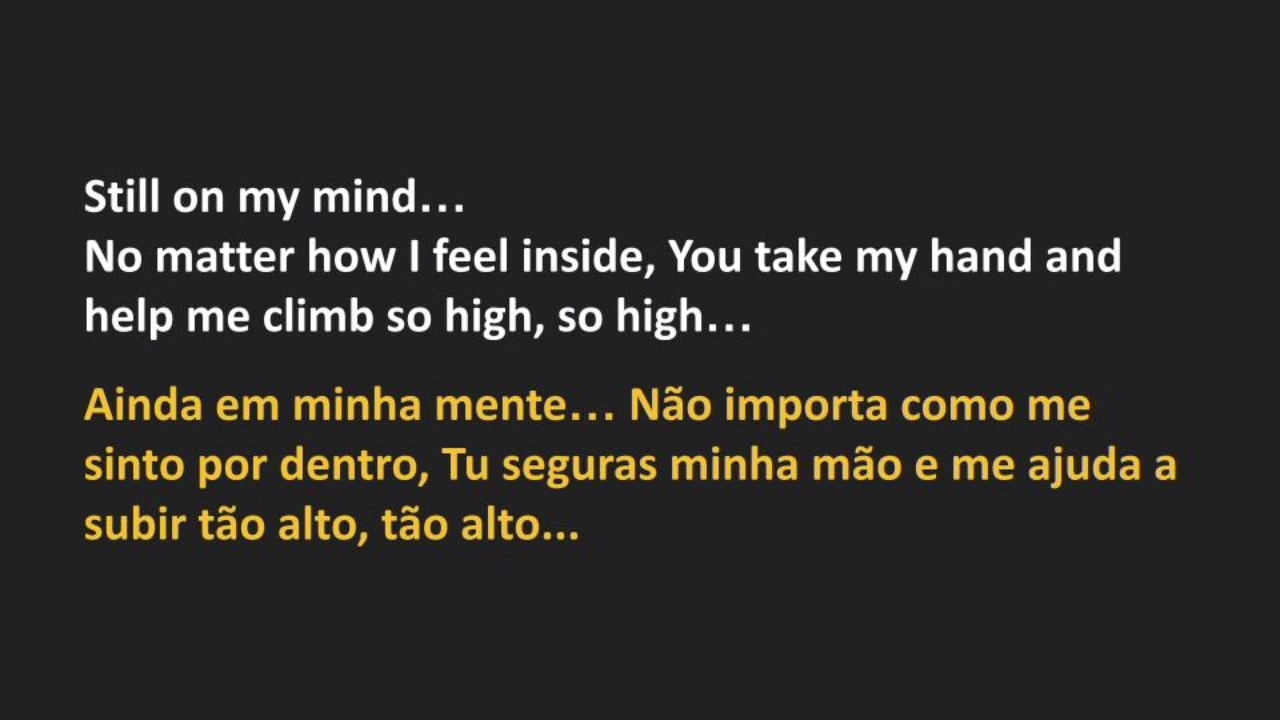 Still on my mind…
No matter how I feel inside, You take my hand and
help me climb so high, so high…
Ainda em minha mente… Não importa como me
sinto por dentro, Tu seguras minha mão e me ajuda a
subir tão alto, tão alto...